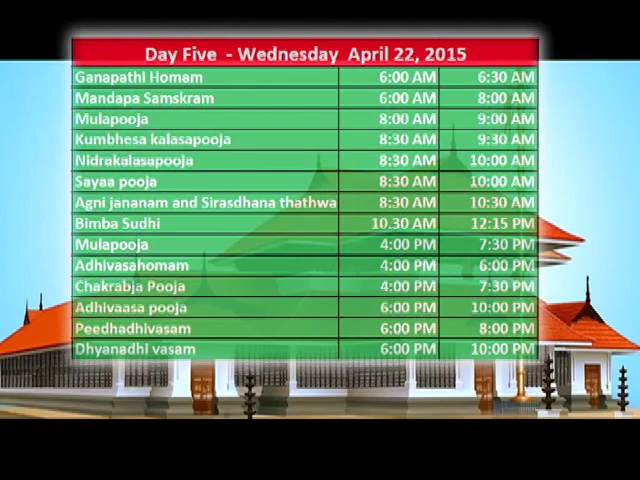 Day Five - Wednesday April 22, 2015
Ganapathi Homam 6:00 AM 6:30 AM
Mandapa Samskram 6:00 AM 8:00 AM
Mulapooja 8:00 AM 9:00 AM
Kumbhesa kalasapooja 8:30 AM 9:30 AM
Nidrakalasapooja 8:30 AM 10:00 AM
Sayaa pooja 8:30 AM 10:00 AM
Agni jananam and Sirasdhana thathwa 8:30 AM 10:30 AM
Bimba Sudhi 10.30 AM 12:15 PM
Mulapooja 4:00 PM 7:30 PM
Adhivasahomam 4:00 PM 6:00 PM
Chakrabja Pooja 4:00 PM 7:30 PM
Adhivaasa pooja 6:00 PM 10:00 PM
Peedhadhivasam 6:00 PM 8:00 PM
Dhyanadhi vasam 6:00 PM 10:00 PM